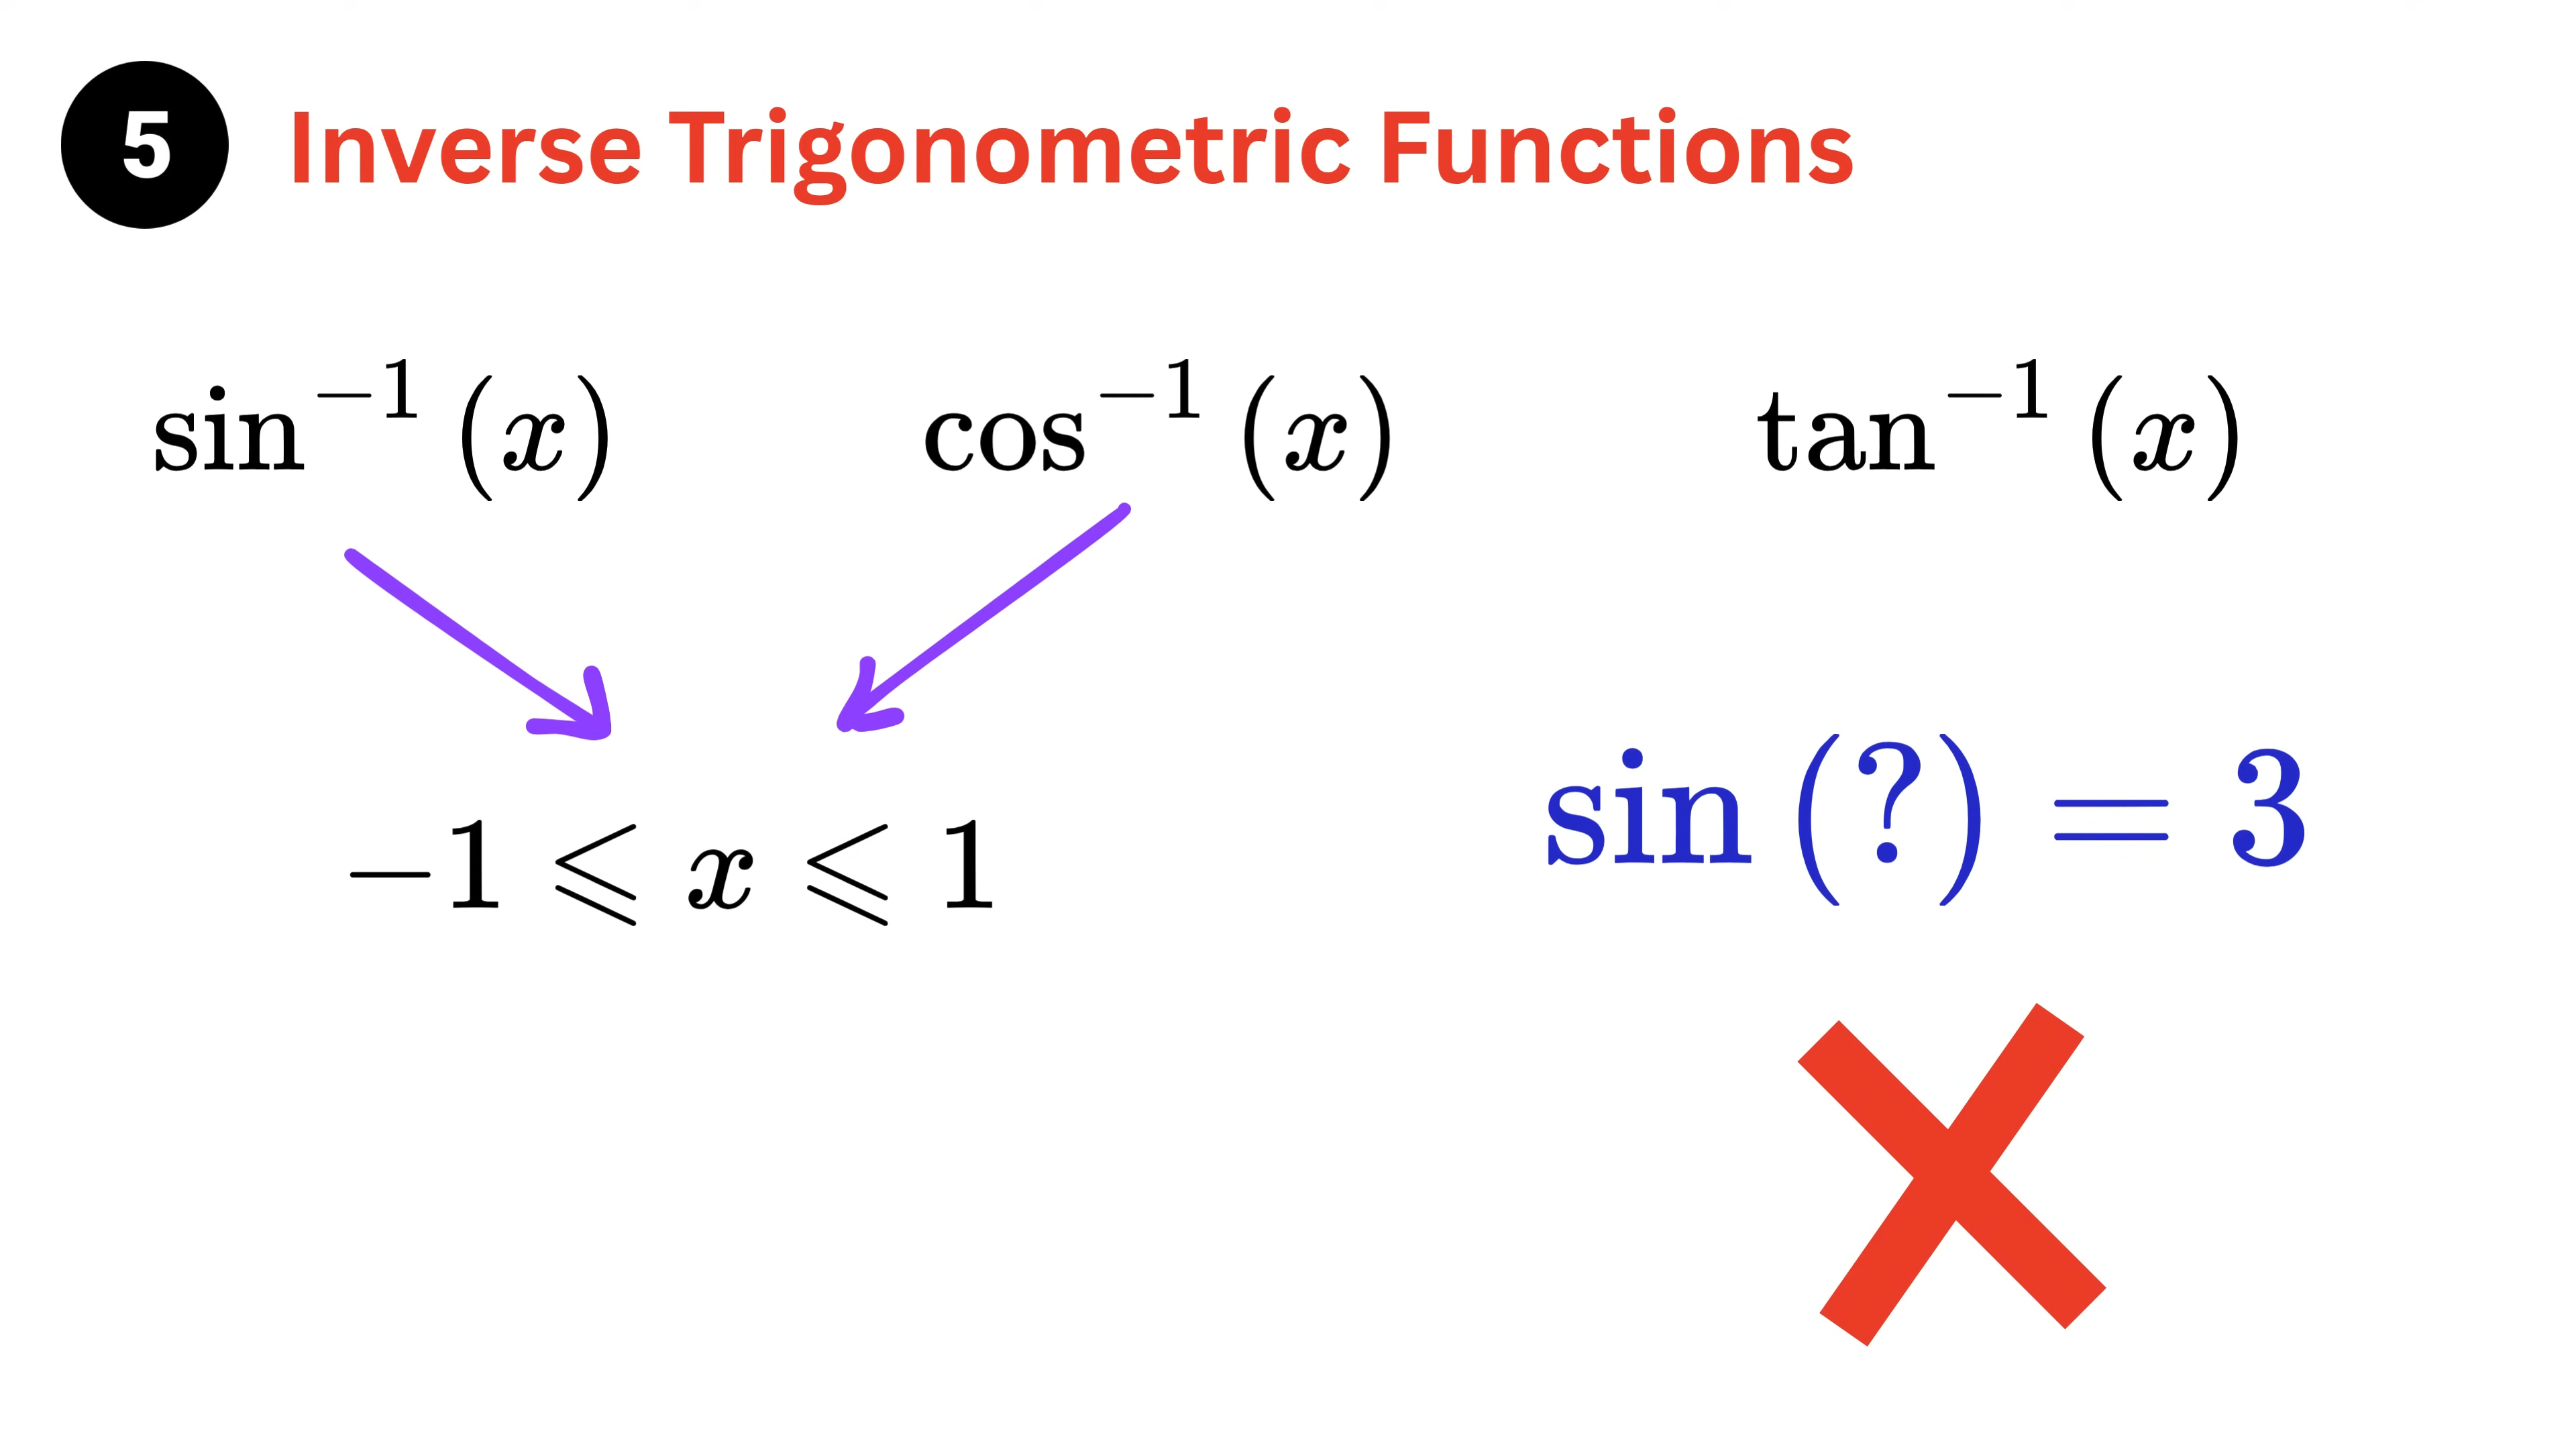 5 Inverse Trigonometric Functions
sin⁻¹(x) cos⁻¹(x) tan⁻¹(x)
sin(?) = 3
−1 ⩽ x ⩽ 1